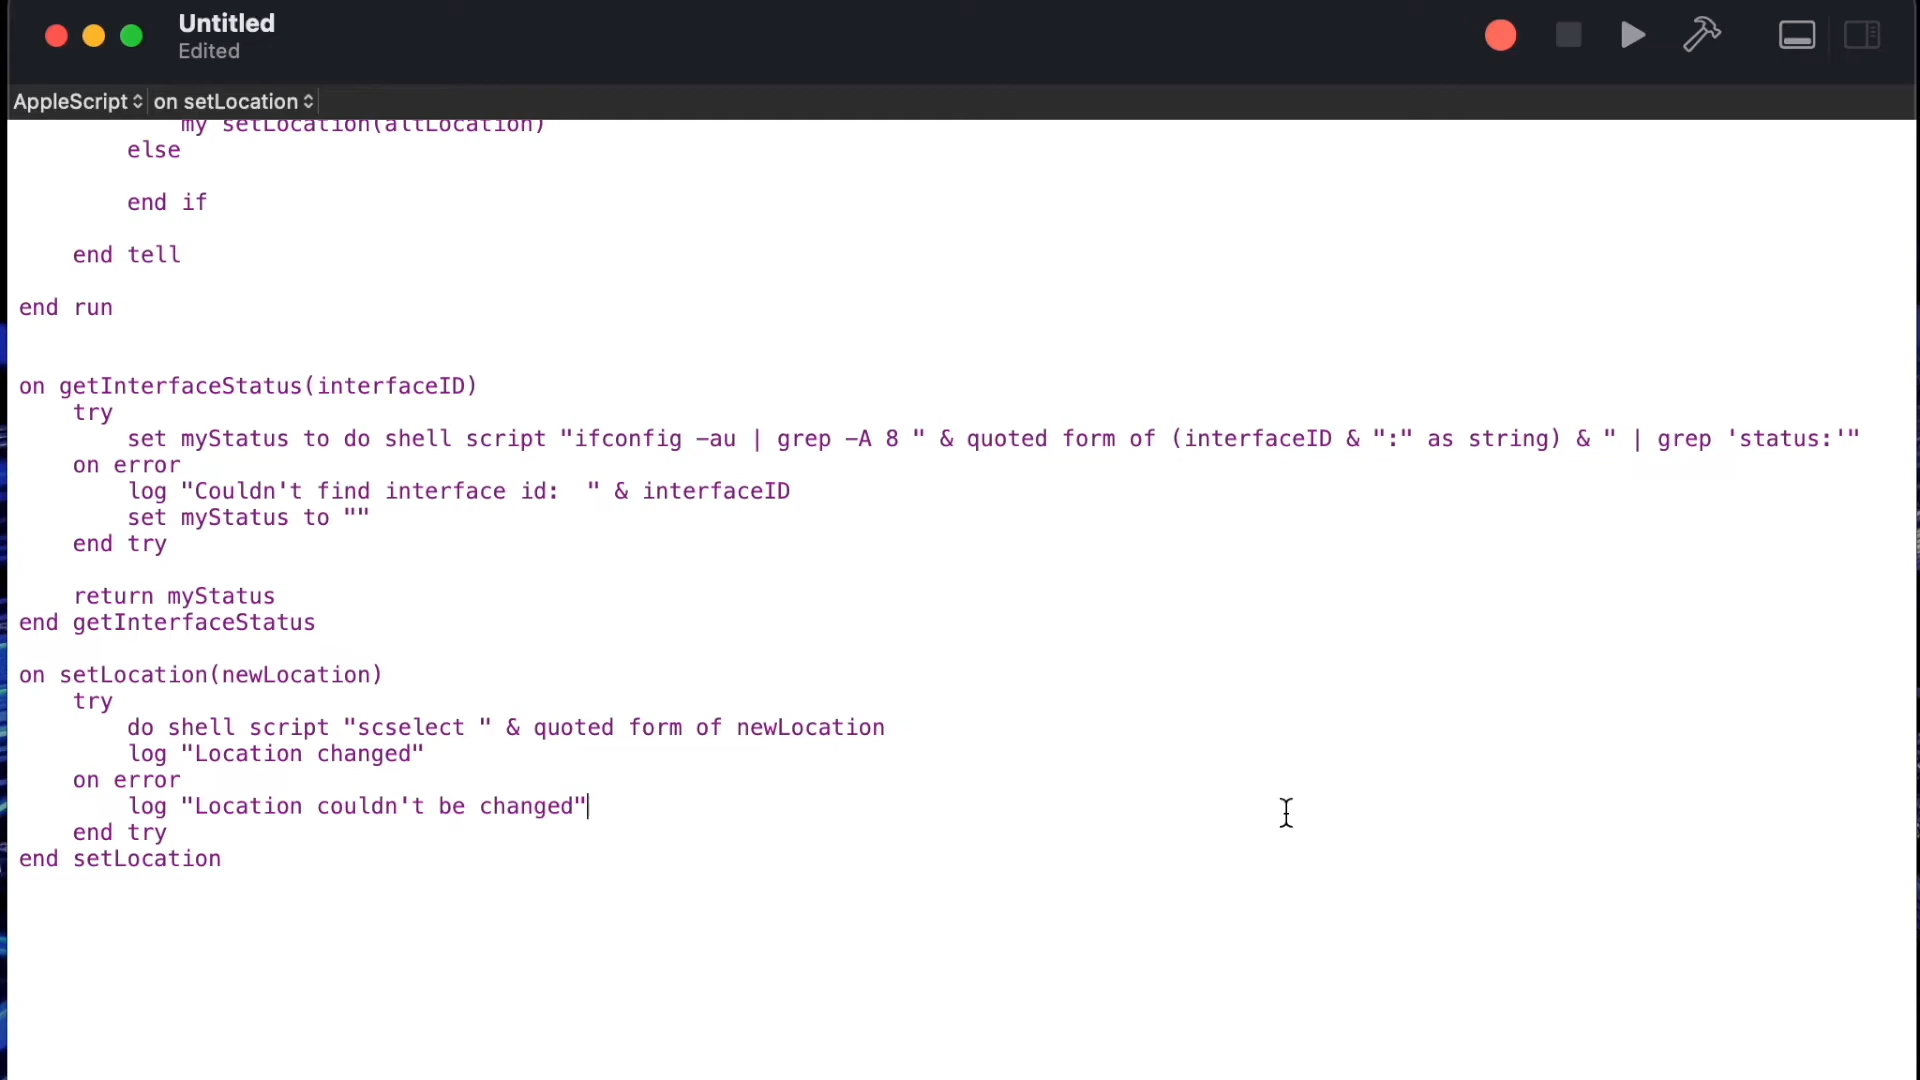 Untitled
Edited
AppleScript on setLocation
my setLocation(altLocation)
else
end if
end tell
end run
on getInterfaceStatus(interfaceID)
try
set myStatus to do shell script "ifconfig -au | grep -A 8 " & quoted form of (interfaceID & ":" as string) & " | grep 'status:'"
on error
log "Couldn't find interface id:  " & interfaceID
set myStatus to ""
end try
return myStatus
end getInterfaceStatus
on setLocation(newLocation)
try
do shell script "scselect " & quoted form of newLocation
log "Location changed"
on error
log "Location couldn't be changed"
end try
end setLocation